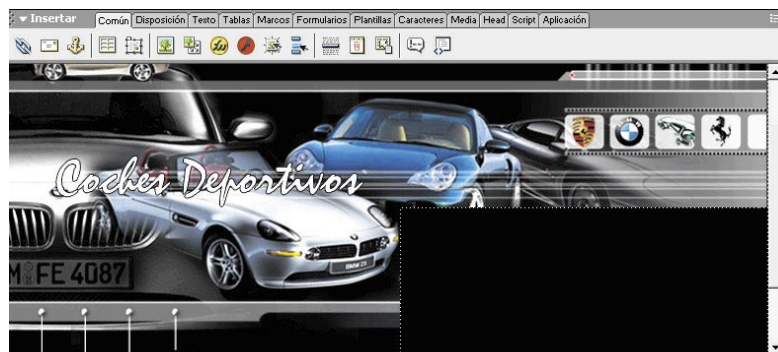 Insertar Común Disposición Texto Tablas Marcos Formularios Plantillas Caracteres Media Head Script Aplicación
Coches Deportivos
BMW Z8
M FE 4087